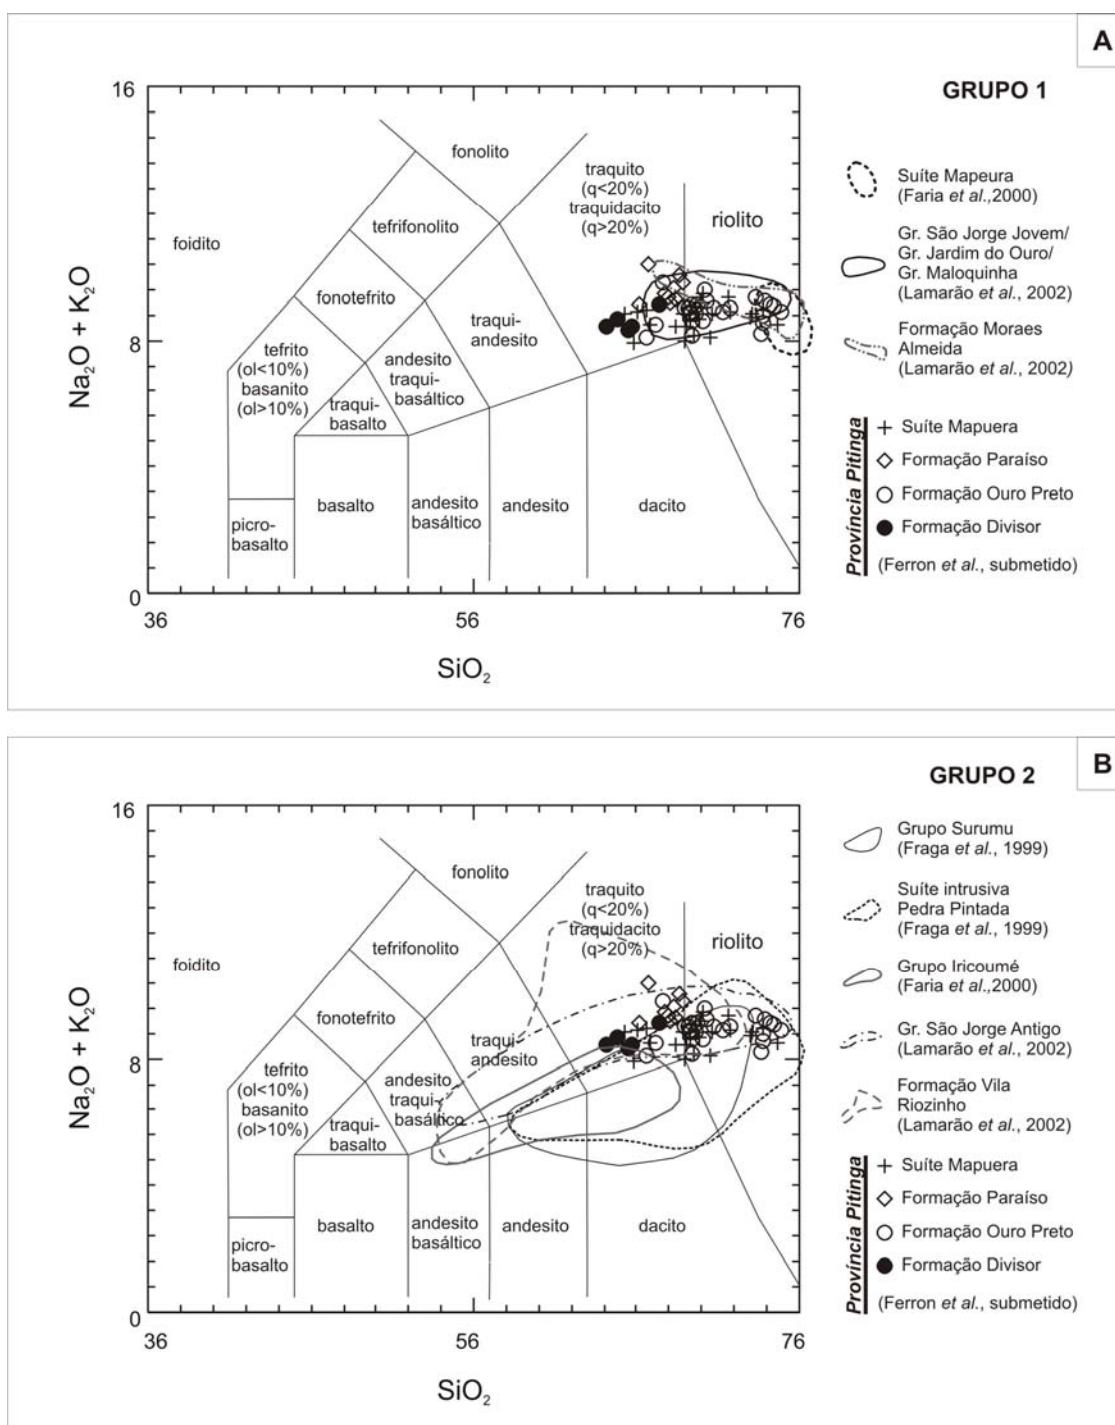 A
GRUPO 1
16
8
0
36
56
76
Na2O + K2O
SiO2
foidito
fonolito
tefrifonolito
fonotefrito
tefrito
(ol<10%)
basanito
(ol>10%)
picro-
basalto
traqui-
basalto
andesito
traqui-
basáltico
traqui-
andesito
traquito
(q<20%)
traquidacito
(q>20%)
riolito
basalto
andesito
basáltico
andesito
dacito
Suíte Mapeura
(Faria et al.,2000)
Gr. São Jorge Jovem/
Gr. Jardim do Ouro/
Gr. Maloquinha
(Lamarão et al., 2002)
Formação Moraes
Almeida
(Lamarão et al., 2002)
Província Pitinga
Suíte Mapuera
Formação Paraíso
Formação Ouro Preto
Formação Divisor
(Ferron et al., submetido)
B
GRUPO 2
16
8
0
36
56
76
Na2O + K2O
SiO2
foidito
fonolito
tefrifonolito
fonotefrito
tefrito
(ol<10%)
basanito
(ol>10%)
picro-
basalto
traqui-
basalto
andesito
traqui-
basáltico
traqui-
andesito
traquito
(q<20%)
traquidacito
(q>20%)
riolito
basalto
andesito
basáltico
andesito
dacito
Grupo Surumu
(Fraga et al., 1999)
Suíte intrusiva
Pedra Pintada
(Fraga et al., 1999)
Grupo Iricoumé
(Faria et al.,2000)
Gr. São Jorge Antigo
(Lamarão et al., 2002)
Formação Vila
Riozinho
(Lamarão et al., 2002)
Província Pitinga
Suíte Mapuera
Formação Paraíso
Formação Ouro Preto
Formação Divisor
(Ferron et al., submetido)